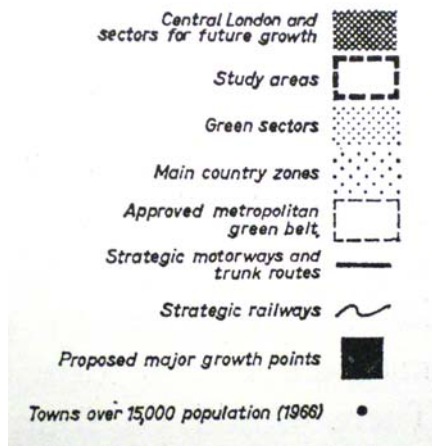 Central London and
sectors for future growth
Study areas
Green sectors
Main country zones
Approved metropolitan
green belt,
Strategic motorways and
trunk routes
Strategic railways
Proposed major growth points
Towns over 15,000 population (1966)